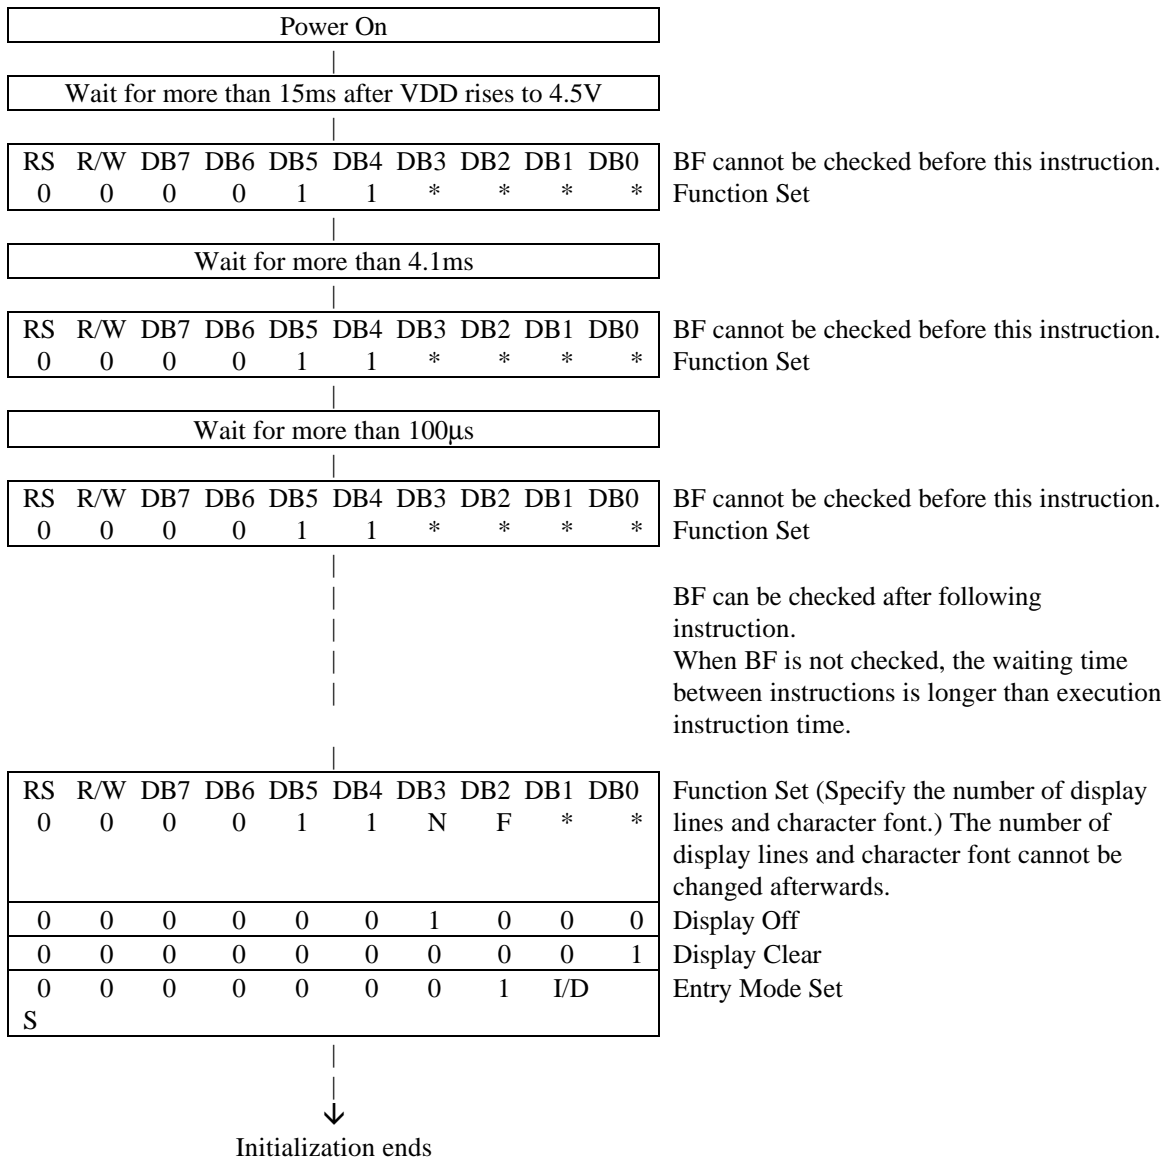 Power On
Wait for more than 15ms after VDD rises to 4.5V
RS R/W DB7 DB6 DB5 DB4 DB3 DB2 DB1 DB0 BF cannot be checked before this instruction.
0 0 0 0 1 1 * * * * Function Set
Wait for more than 4.1ms
RS R/W DB7 DB6 DB5 DB4 DB3 DB2 DB1 DB0 BF cannot be checked before this instruction.
0 0 0 0 1 1 * * * * Function Set
Wait for more than 100μs
RS R/W DB7 DB6 DB5 DB4 DB3 DB2 DB1 DB0 BF cannot be checked before this instruction.
0 0 0 0 1 1 * * * * Function Set
BF can be checked after following
instruction.
When BF is not checked, the waiting time
between instructions is longer than execution
instruction time.
RS R/W DB7 DB6 DB5 DB4 DB3 DB2 DB1 DB0 Function Set (Specify the number of display
0 0 0 0 1 1 N F * * lines and character font.) The number of
display lines and character font cannot be
changed afterwards.
0 0 0 0 0 0 1 0 0 0 Display Off
0 0 0 0 0 0 0 0 0 1 Display Clear
0 0 0 0 0 0 0 1 I/D Entry Mode Set
S
Initialization ends